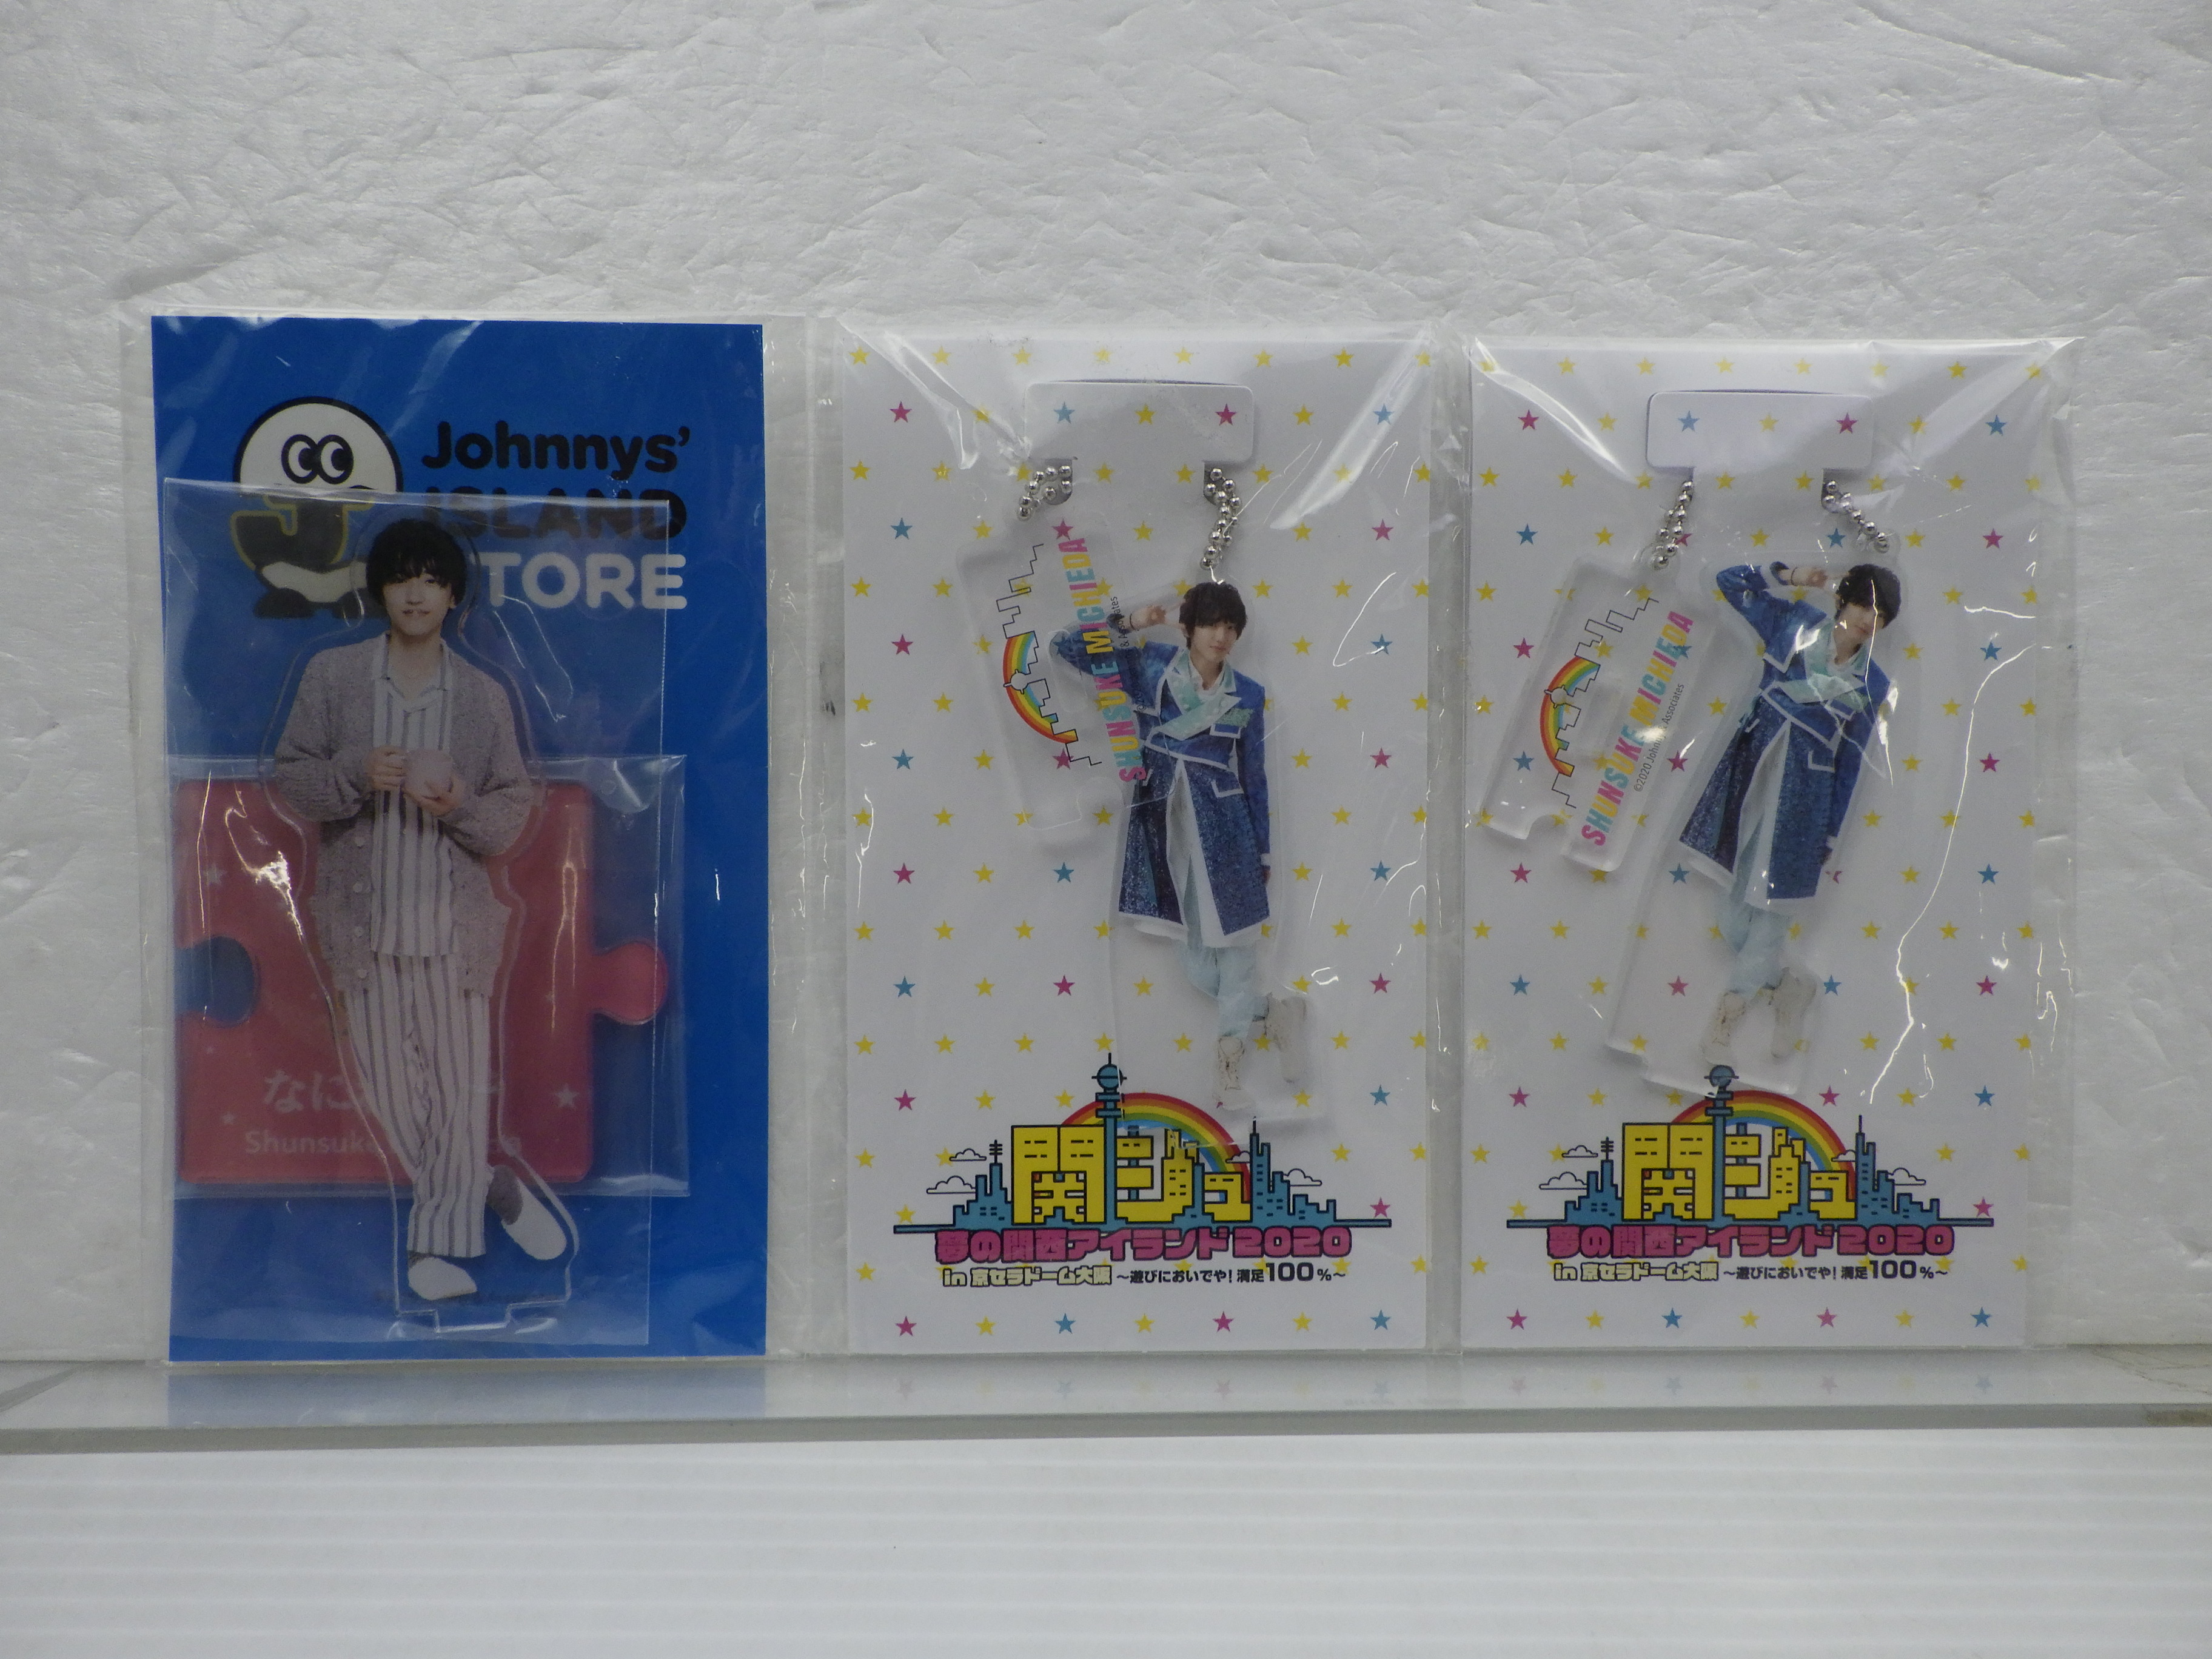 Johnnys'
ISLAND
STORE
なに
Shunsuke
SHUNSUKE MICHIEDA
& Associates
関ジュ
夢の関西アイランド2020
in 京セラドーム大阪 〜遊びにおいでや！満足100%〜
SHUNSUKE MICHIEDA
©2020 Johnny & Associates
関ジュ
夢の関西アイランド2020
in 京セラドーム大阪 〜遊びにおいでや！満足100%〜